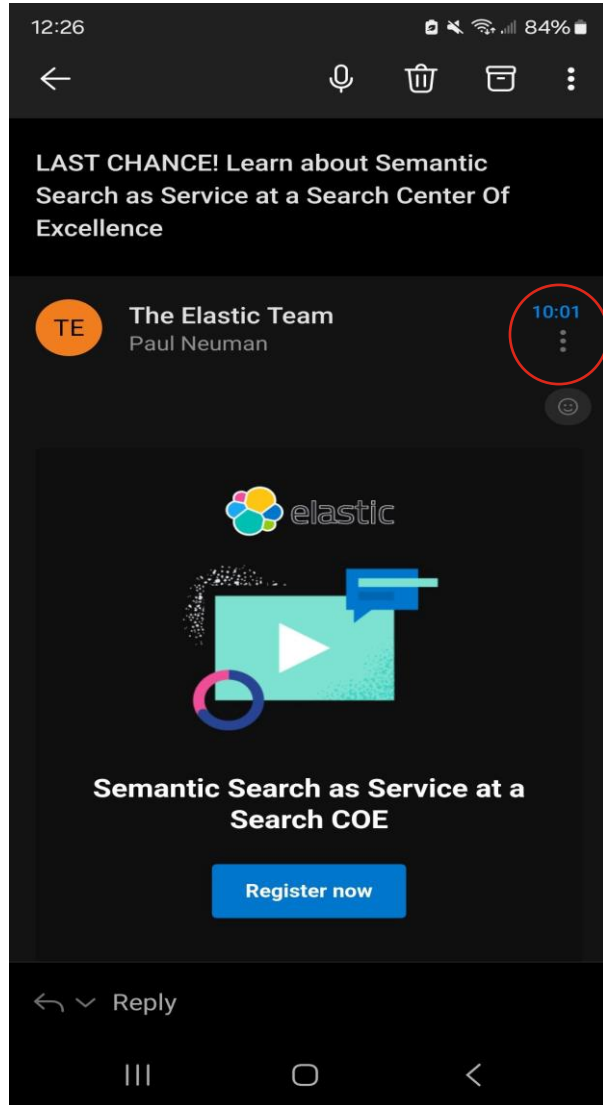 12:26
84%
LAST CHANCE! Learn about Semantic
Search as Service at a Search Center Of
Excellence
TE
The Elastic Team
10:01
Paul Neuman
elastic
Semantic Search as Service at a
Search COE
Register now
Reply